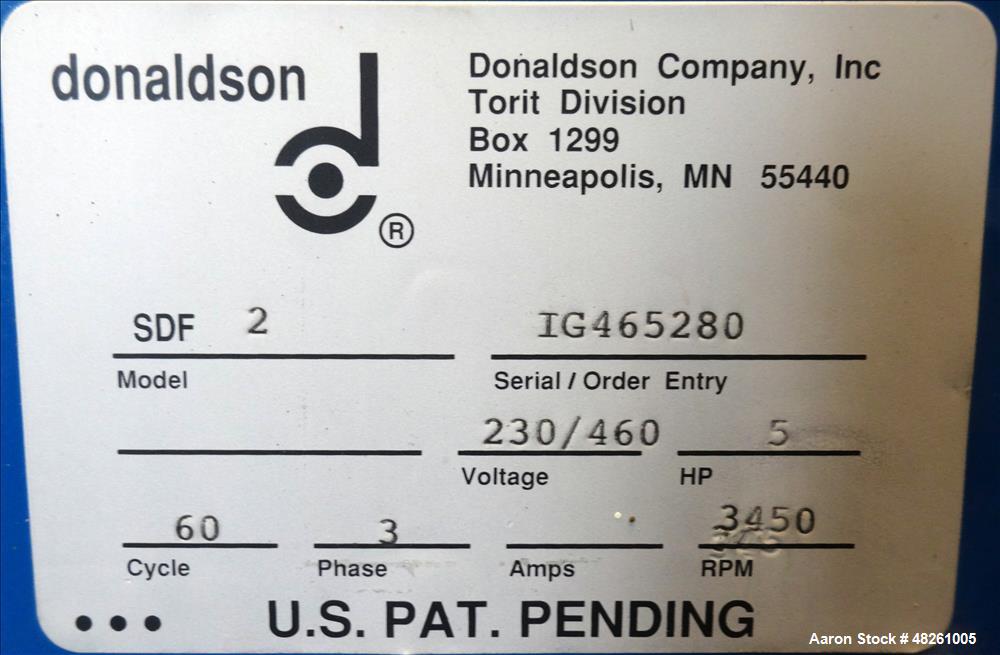 donaldson
Donaldson Company, Inc
Torit Division
Box 1299
Minneapolis, MN 55440
®
SDF 2
IG465280
Model
Serial / Order Entry
230/460
5
Voltage
HP
60
3
3450
Cycle
Phase
Amps
RPM
U.S. PAT. PENDING
Aaron Stock # 48261005